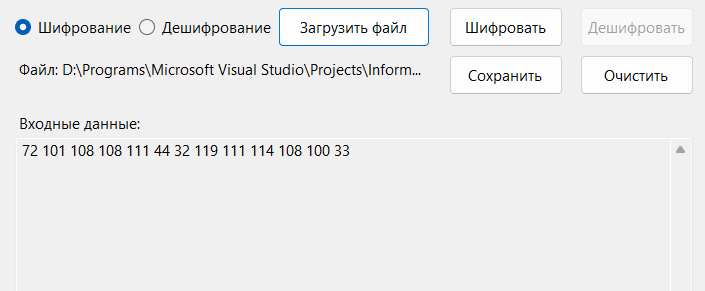 Шифрование Дешифрование Загрузить файл Шифровать Дешифровать
Файл: D:\Programs\Microsoft Visual Studio\Projects\Inform... Сохранить Очистить
Входные данные:
72 101 108 108 111 44 32 119 111 114 108 100 33